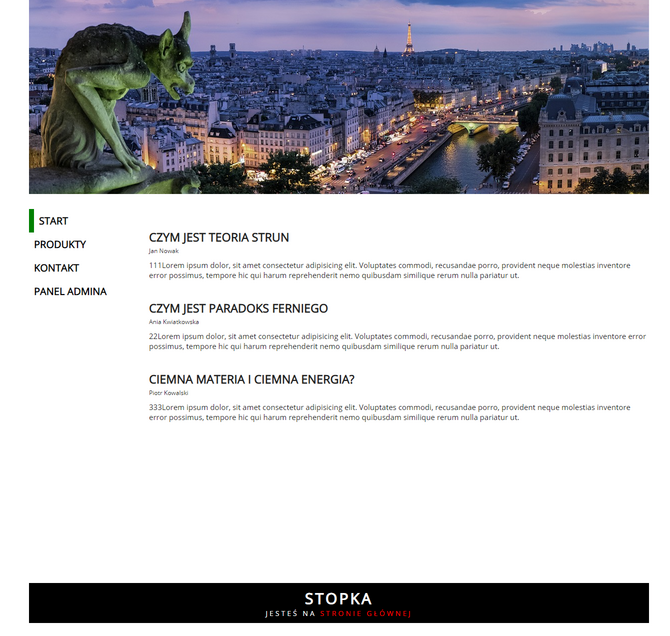 START
PRODUKTY
KONTAKT
PANEL ADMINA
CZYM JEST TEORIA STRUN
Jan Nowak
111Lorem ipsum dolor, sit amet consectetur adipisicing elit. Voluptates commodi, recusandae porro, provident neque molestias inventore
error possimus, tempore hic qui harum reprehenderit nemo quibusdam similique rerum nulla pariatur ut.
CZYM JEST PARADOKS FERNIEGO
Ania Kwiatkowska
22Lorem ipsum dolor, sit amet consectetur adipisicing elit. Voluptates commodi, recusandae porro, provident neque molestias inventore error
possimus, tempore hic qui harum reprehenderit nemo quibusdam similique rerum nulla pariatur ut.
CIEMNA MATERIA I CIEMNA ENERGIA?
Piotr Kowalski
333Lorem ipsum dolor, sit amet consectetur adipisicing elit. Voluptates commodi, recusandae porro, provident neque molestias inventore
error possimus, tempore hic qui harum reprehenderit nemo quibusdam similique rerum nulla pariatur ut.
STOPKA
JESTEŚ NA STRONIE GŁÓWNEJ